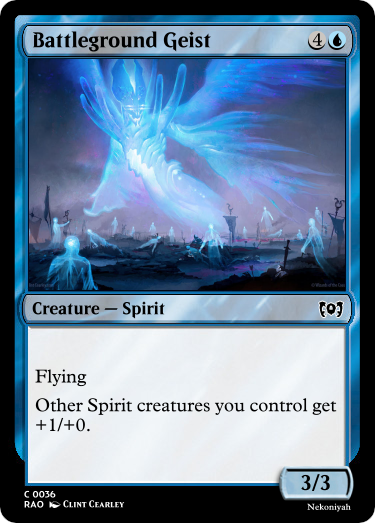 Battleground Geist 4
Creature — Spirit
Flying
Other Spirit creatures you control get
+1/+0.
3/3
C 0036
RAO CLINT CEARLEY
Nekoniyah